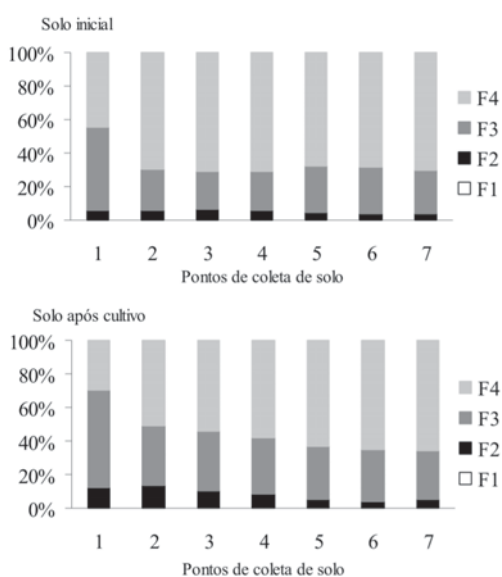 Solo inicial
100%
80%
60%
40%
20%
0%
F4
F3
F2
F1
1 2 3 4 5 6 7
Pontos de coleta de solo
Solo após cultivo
100%
80%
60%
40%
20%
0%
F4
F3
F2
F1
1 2 3 4 5 6 7
Pontos de coleta de solo